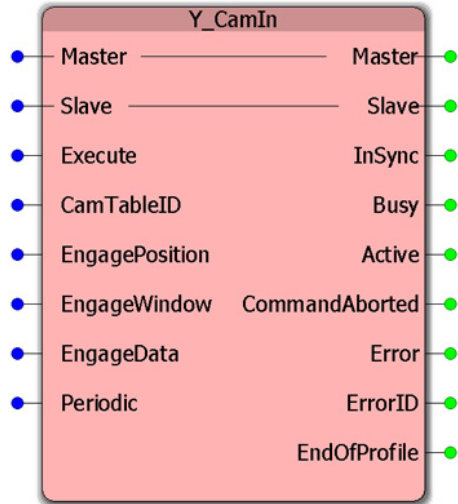 Y_CamIn
Master Master
Slave Slave
Execute InSync
CamTableID Busy
EngagePosition Active
EngageWindow CommandAborted
EngageData Error
Periodic ErrorID
EndOfProfile